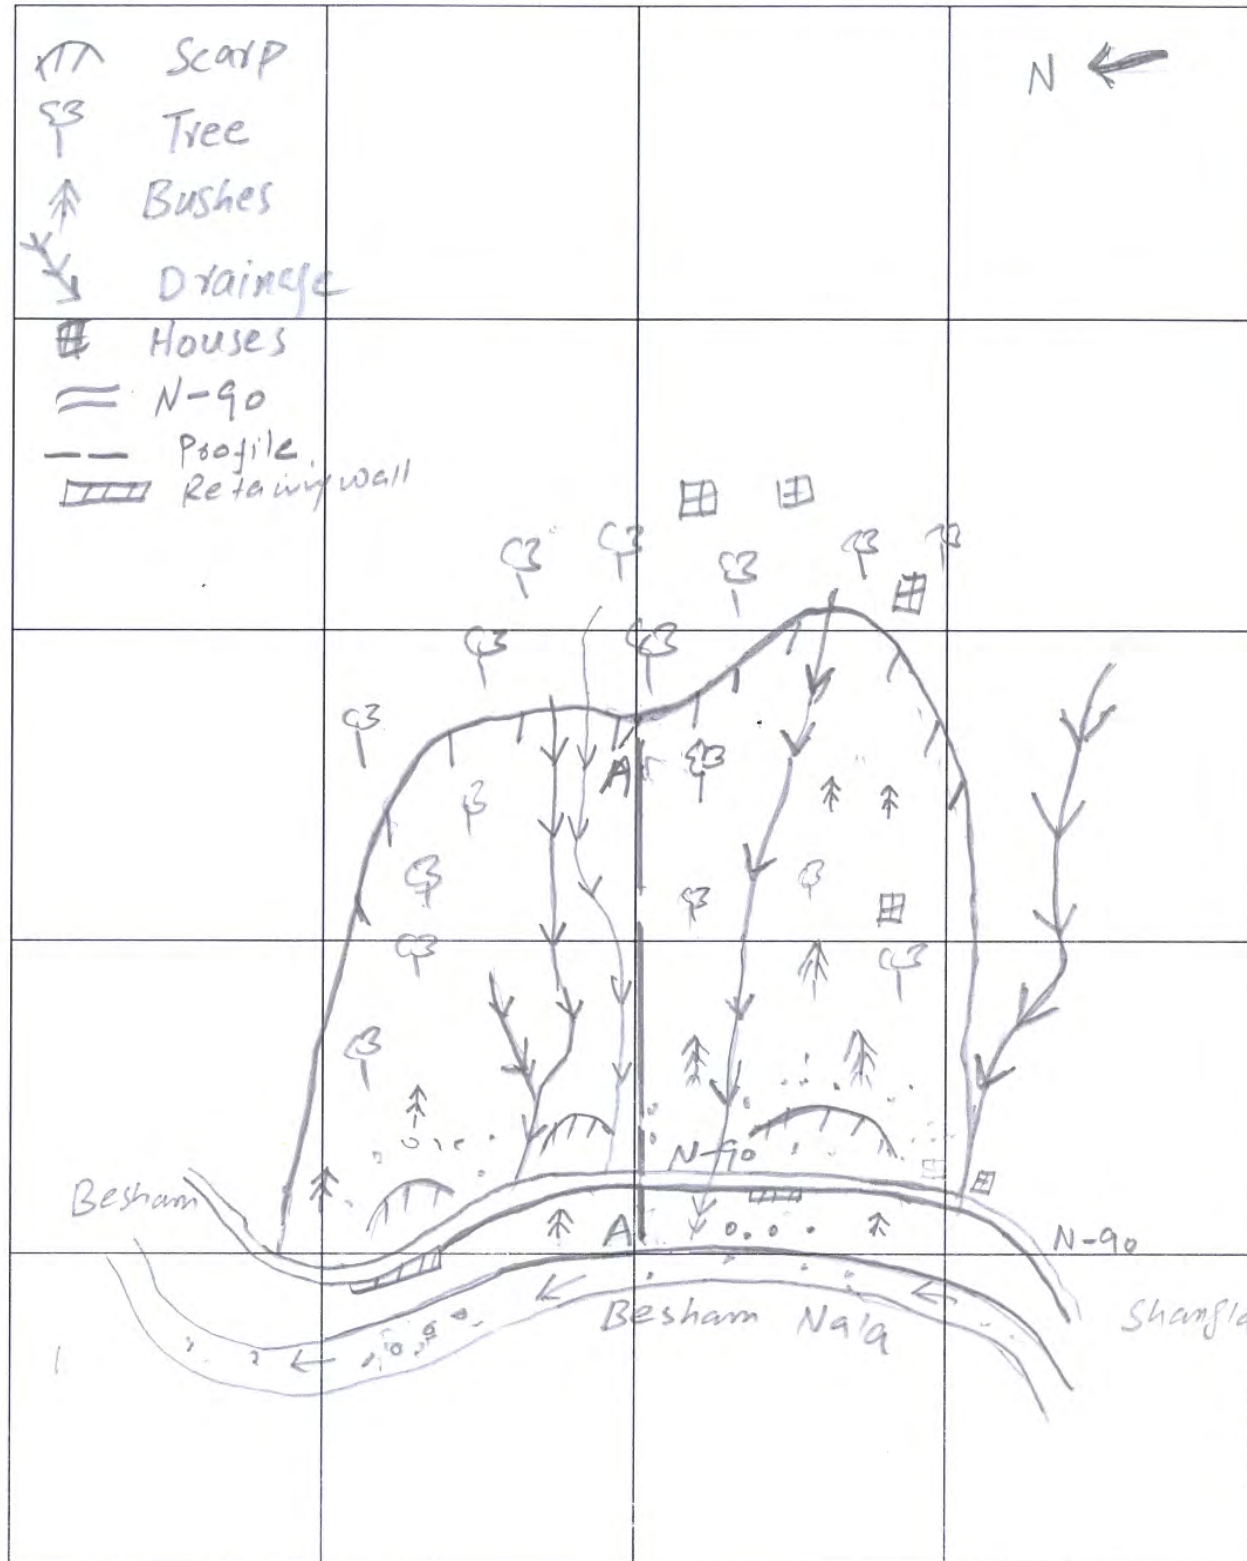 Scarp
N
Tree
Bushes
Drainage
Houses
N-90
Profile
Retaining wall
A
N-90
Besham
A
N-90
Besham Nala
Shangla